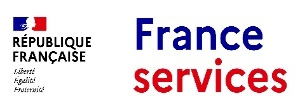 RÉPUBLIQUE
FRANÇAISE
Liberté
Égalité
Fraternité
France
services